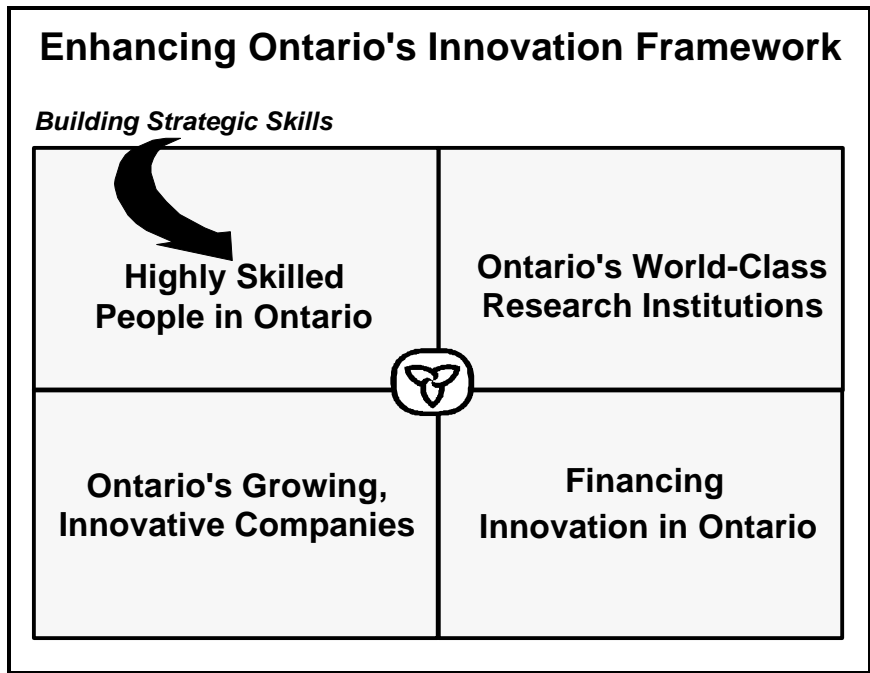 Enhancing Ontario's Innovation Framework
Building Strategic Skills
Highly Skilled
People in Ontario
Ontario's World-Class
Research Institutions
Ontario's Growing,
Innovative Companies
Financing
Innovation in Ontario